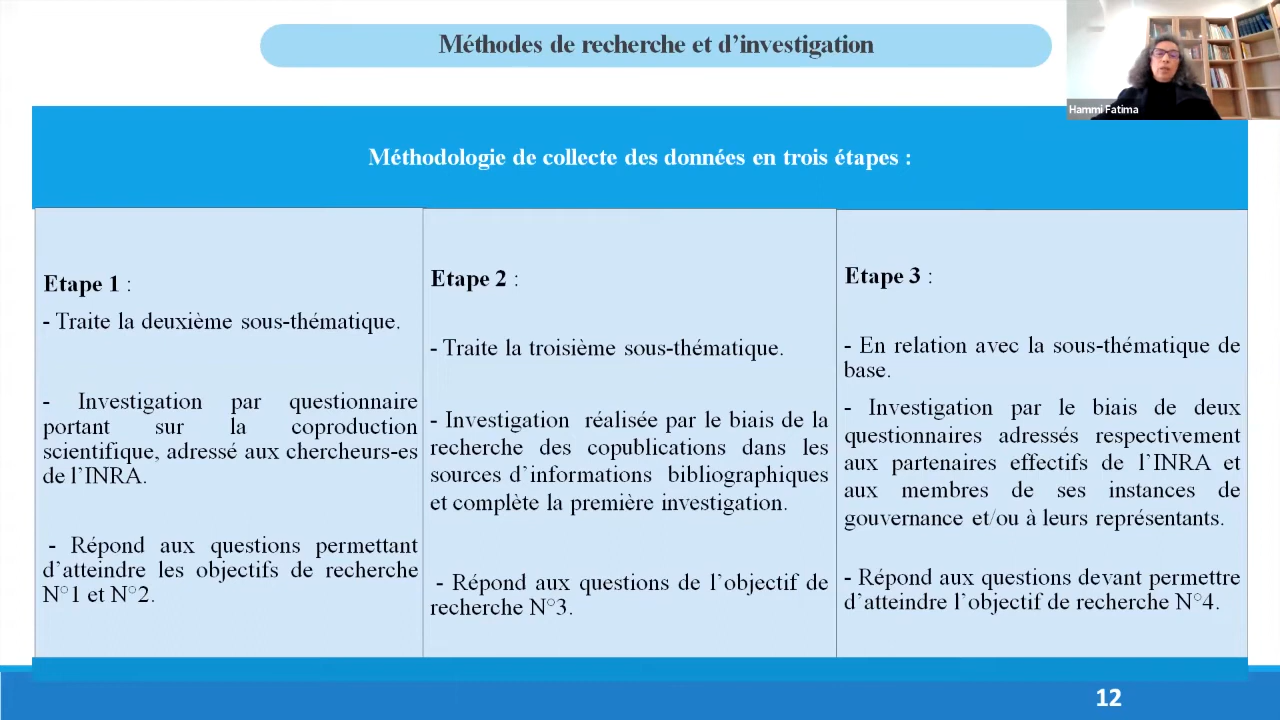 Méthodes de recherche et d’investigation
Hammi Fatima
Méthodologie de collecte des données en trois étapes :
Etape 1 :
- Traite la deuxième sous-thématique.
- Investigation par questionnaire
portant sur la coproduction
scientifique, adressé aux chercheurs-es
de l’INRA.
- Répond aux questions permettant
d’atteindre les objectifs de recherche
N°1 et N°2.
Etape 2 :
- Traite la troisième sous-thématique.
- Investigation réalisée par le biais de la
recherche des copublications dans les
sources d’informations bibliographiques
et complète la première investigation.
- Répond aux questions de l’objectif de
recherche N°3.
Etape 3 :
- En relation avec la sous-thématique de
base.
- Investigation par le biais de deux
questionnaires adressés respectivement
aux partenaires effectifs de l’INRA et
aux membres de ses instances de
gouvernance et/ou à leurs représentants.
- Répond aux questions devant permettre
d’atteindre l’objectif de recherche N°4.
12